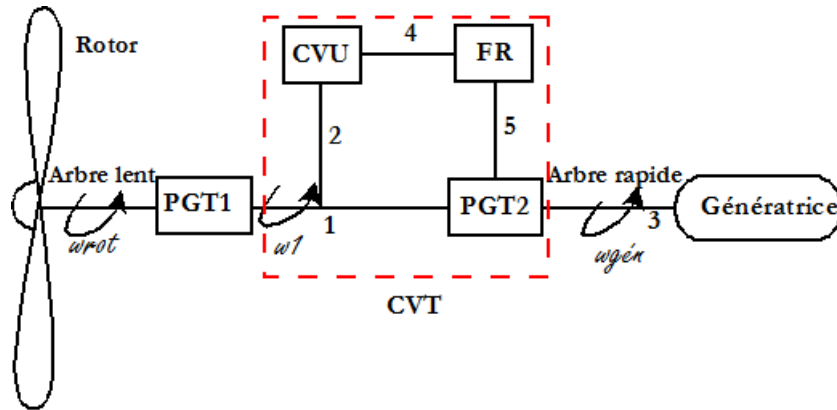 Rotor
CVU
4
FR
2
5
Arbre lent
Arbre rapide
PGT1
PGT2
Génératrice
wrot
w1
1
wgén
3
CVT